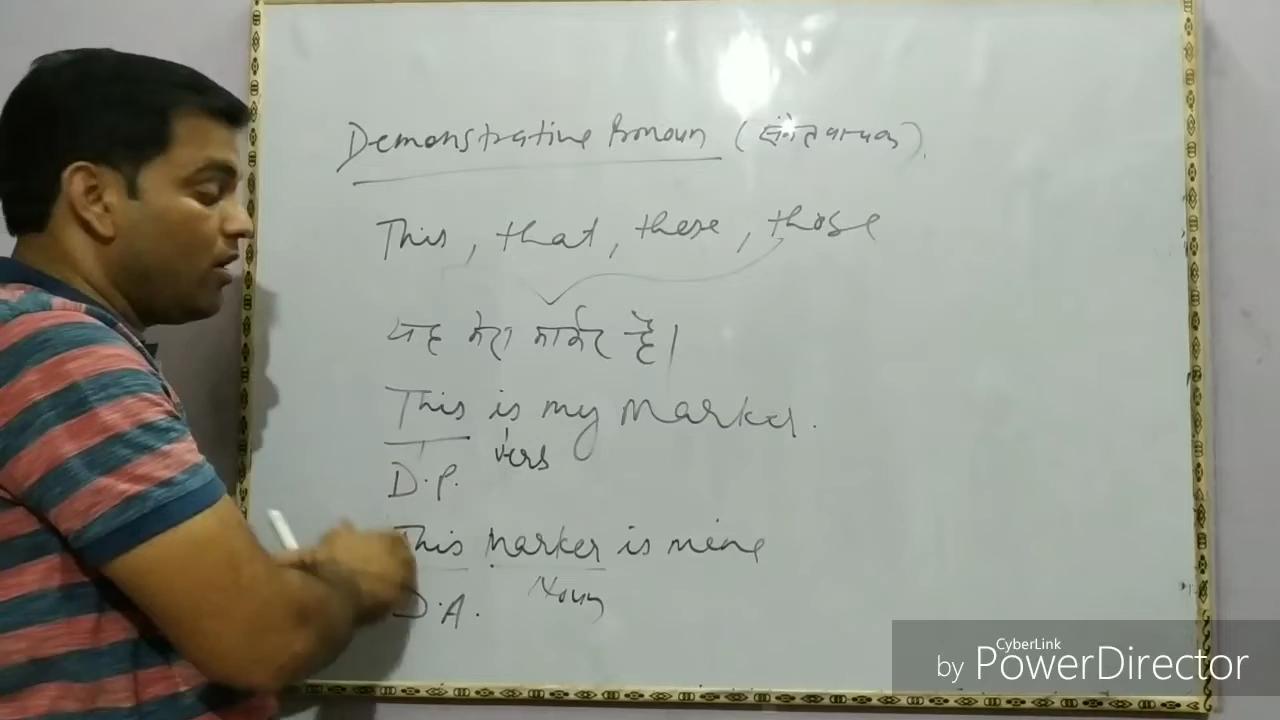 Demonstrative Pronoun (संकेतवाचक).
This, that, these, those
यह मेरा मार्कर है।
This is my Marker.
verb
D.P.
This Marker is mine
Noun
D.A.
CyberLink
by PowerDirector